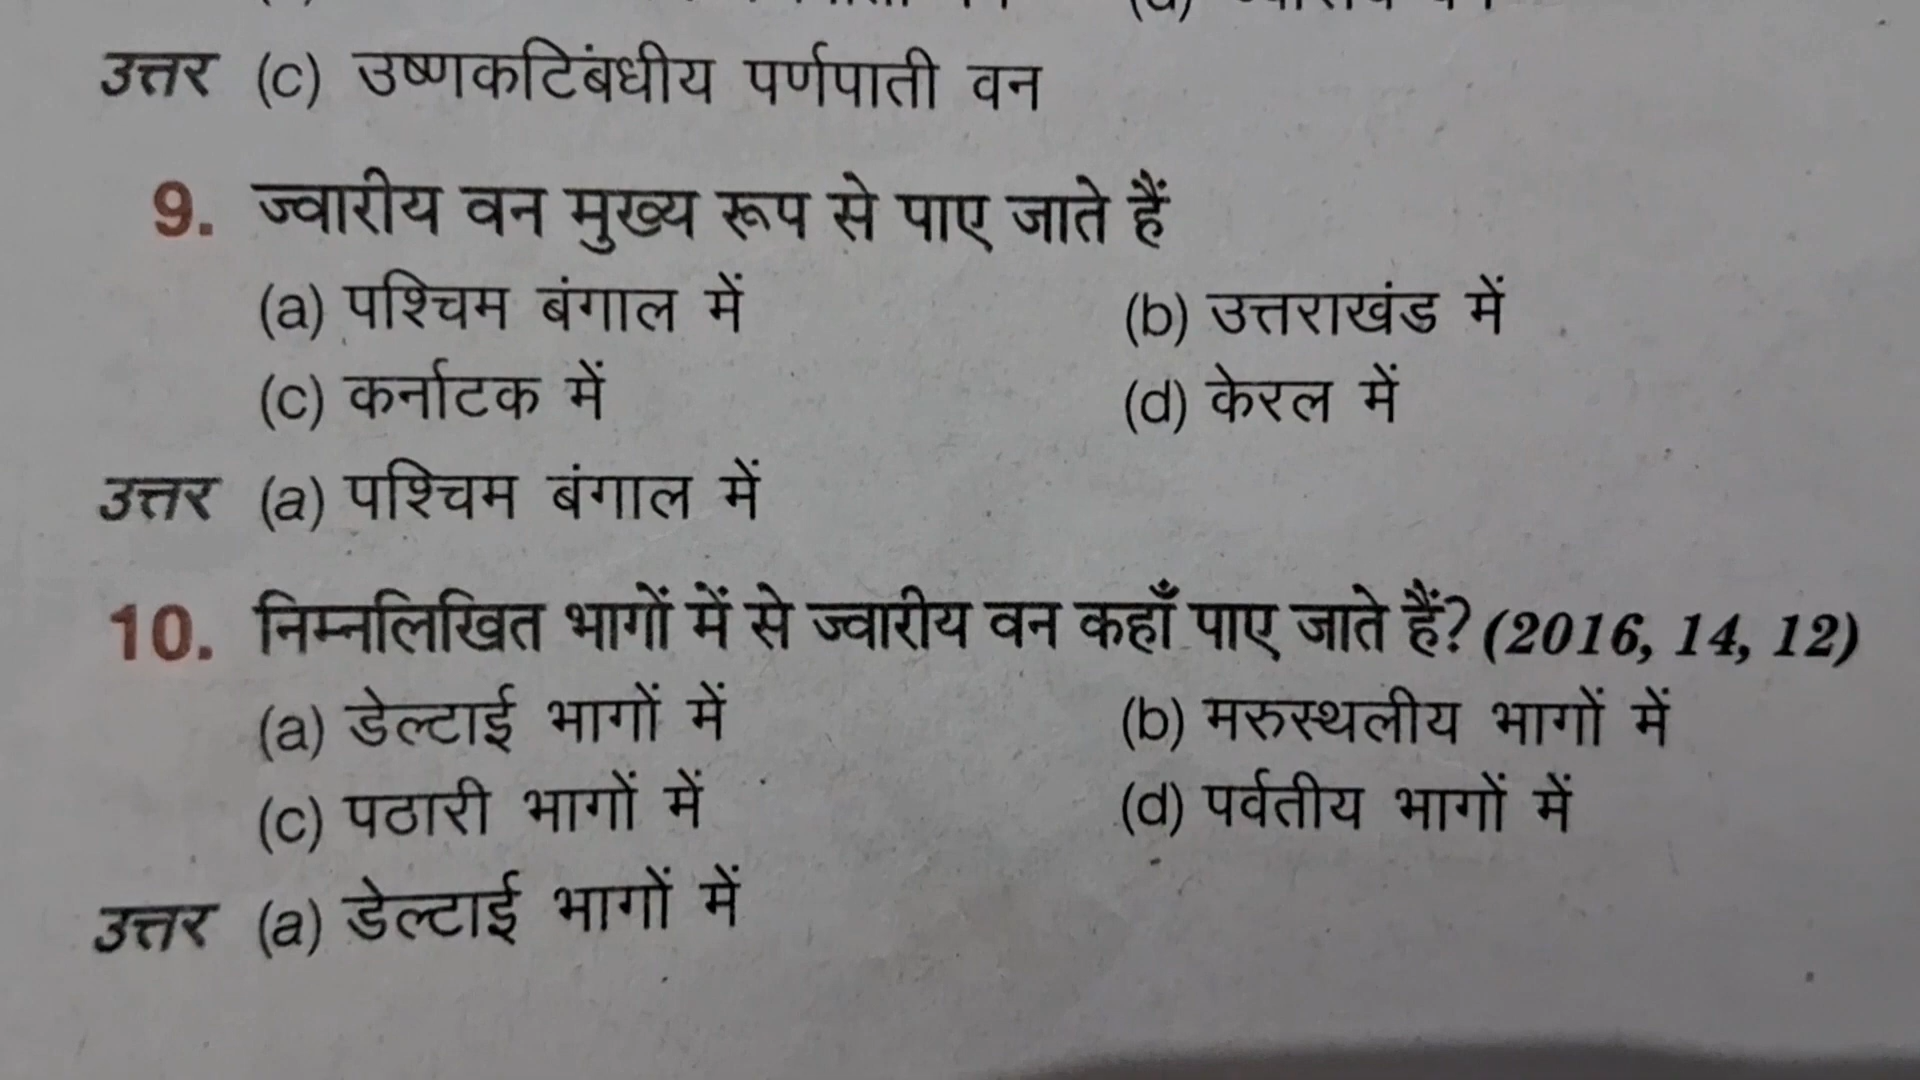 उत्तर (c) उष्णकटिबंधीय पर्णपाती वन
9. ज्वारीय वन मुख्य रूप से पाए जाते हैं
(a) पश्चिम बंगाल में (b) उत्तराखंड में
(c) कर्नाटक में (d) केरल में
उत्तर (a) पश्चिम बंगाल में
10. निम्नलिखित भागों में से ज्वारीय वन कहाँ पाए जाते हैं? (2016, 14, 12)
(a) डेल्टाई भागों में (b) मरुस्थलीय भागों में
(c) पठारी भागों में (d) पर्वतीय भागों में
उत्तर (a) डेल्टाई भागों में